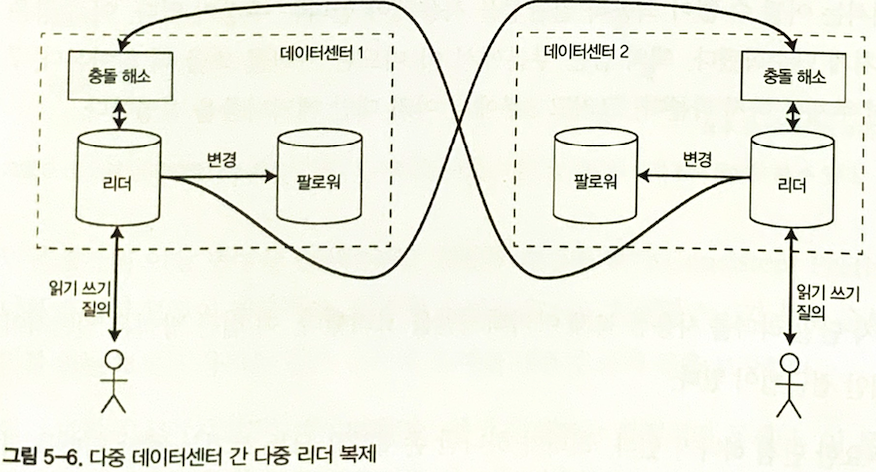 데이터센터 1
데이터센터 2
충돌 해소
충돌 해소
리더
변경
팔로워
팔로워
변경
리더
읽기 쓰기
질의
읽기 쓰기
질의
그림 5-6. 다중 데이터센터 간 다중 리더 복제